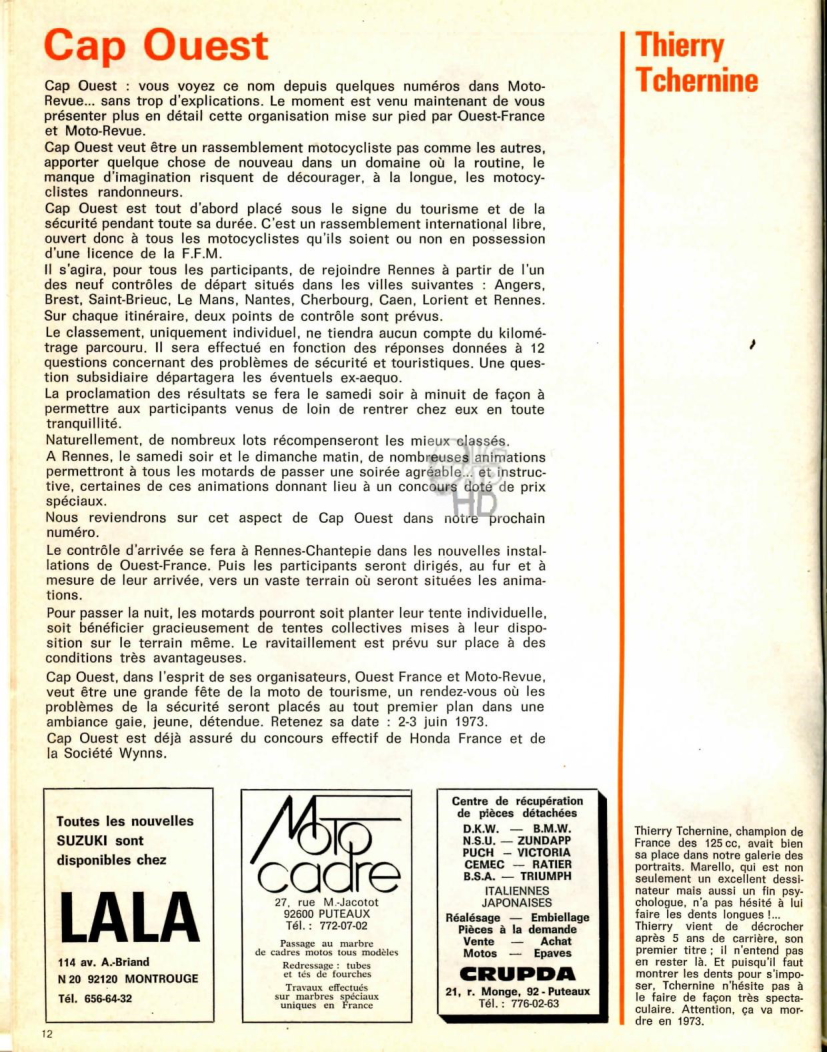 Cap Ouest
Cap Ouest : vous voyez ce nom depuis quelques numéros dans Moto-
Revue... sans trop d'explications. Le moment est venu maintenant de vous
présenter plus en détail cette organisation mise sur pied par Ouest-France
et Moto-Revue.
Cap Ouest veut être un rassemblement motocycliste pas comme les autres,
apporter quelque chose de nouveau dans un domaine où la routine, le
manque d'imagination risquent de décourager, à la longue, les motocy-
clistes randonneurs.
Cap Ouest est tout d'abord placé sous le signe du tourisme et de la
sécurité pendant toute sa durée. C'est un rassemblement international libre,
ouvert donc à tous les motocyclistes qu'ils soient ou non en possession
d'une licence de la F.F.M.
Il s'agira, pour tous les participants, de rejoindre Rennes à partir de l'un
des neuf contrôles de départ situés dans les villes suivantes : Angers,
Brest, Saint-Brieuc, Le Mans, Nantes, Cherbourg, Caen, Lorient et Rennes.
Sur chaque itinéraire, deux points de contrôle sont prévus.
Le classement, uniquement individuel, ne tiendra aucun compte du kilomé-
trage parcouru. Il sera effectué en fonction des réponses données à 12
questions concernant des problèmes de sécurité et touristiques. Une ques-
tion subsidiaire départagera les éventuels ex-aequo.
La proclamation des résultats se fera le samedi soir à minuit de façon à
permettre aux participants venus de loin de rentrer chez eux en toute
tranquillité.
Naturellement, de nombreux lots récompenseront les mieux classés.
A Rennes, le samedi soir et le dimanche matin, de nombreuses animations
permettront à tous les motards de passer une soirée agréable... et instruc-
tive, certaines de ces animations donnant lieu à un concours doté de prix
spéciaux.
Nous reviendrons sur cet aspect de Cap Ouest dans notre prochain
numéro.
Le contrôle d'arrivée se fera à Rennes-Chantepie dans les nouvelles instal-
lations de Ouest-France. Puis les participants seront dirigés, au fur et à
mesure de leur arrivée, vers un vaste terrain où seront situées les anima-
tions.
Pour passer la nuit, les motards pourront soit planter leur tente individuelle,
soit bénéficier gracieusement de tentes collectives mises à leur dispo-
sition sur le terrain même. Le ravitaillement est prévu sur place à des
conditions très avantageuses.
Cap Ouest, dans l'esprit de ses organisateurs, Ouest France et Moto-Revue,
veut être une grande fête de la moto de tourisme, un rendez-vous où les
problèmes de la sécurité seront placés au tout premier plan dans une
ambiance gaie, jeune, détendue. Retenez sa date : 2-3 juin 1973.
Cap Ouest est déjà assuré du concours effectif de Honda France et de
la Société Wynns.
HD
Toutes les nouvelles
SUZUKI sont
disponibles chez
LALA
114 av. A.-Briand
N 20 92120 MONTROUGE
Tél. 656-64-32
Moto
cadre
27, rue M.-Jacotot
92600 PUTEAUX
Tél. : 772-07-02
Passage au marbre
de cadres motos tous modèles
Redressage : tubes
et tés de fourches
Travaux effectués
sur marbres spéciaux
uniques en France
Centre de récupération
de pièces détachées
D.K.W. — B.M.W.
N.S.U. — ZUNDAPP
PUCH — VICTORIA
CEMEC — RATIER
B.S.A. — TRIUMPH
ITALIENNES
JAPONAISES
Réalésage — Embiellage
Pièces à la demande
Vente — Achat
Motos — Epaves
CRUPDA
21, r. Monge, 92 - Puteaux
Tél. : 776-02-63
12
Thierry
Tchernine
Thierry Tchernine, champion de
France des 125 cc, avait bien
sa place dans notre galerie des
portraits. Marello, qui est non
seulement un excellent dessi-
nateur mais aussi un fin psy-
chologue, n'a pas hésité à lui
faire les dents longues !...
Thierry vient de décrocher
après 5 ans de carrière, son
premier titre ; il n'entend pas
en rester là. Et puisqu'il faut
montrer les dents pour s'impo-
ser, Tchernine n'hésite pas à
le faire de façon très specta-
culaire. Attention, ça va mor-
dre en 1973.